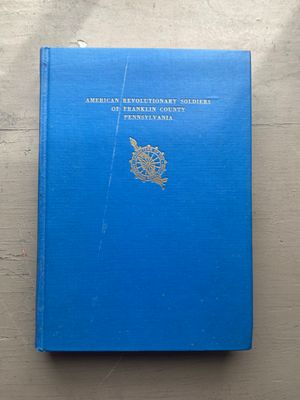 AMERICAN REVOLUTIONARY SOLDIERS
OF FRANKLIN COUNTY
PENNSYLVANIA